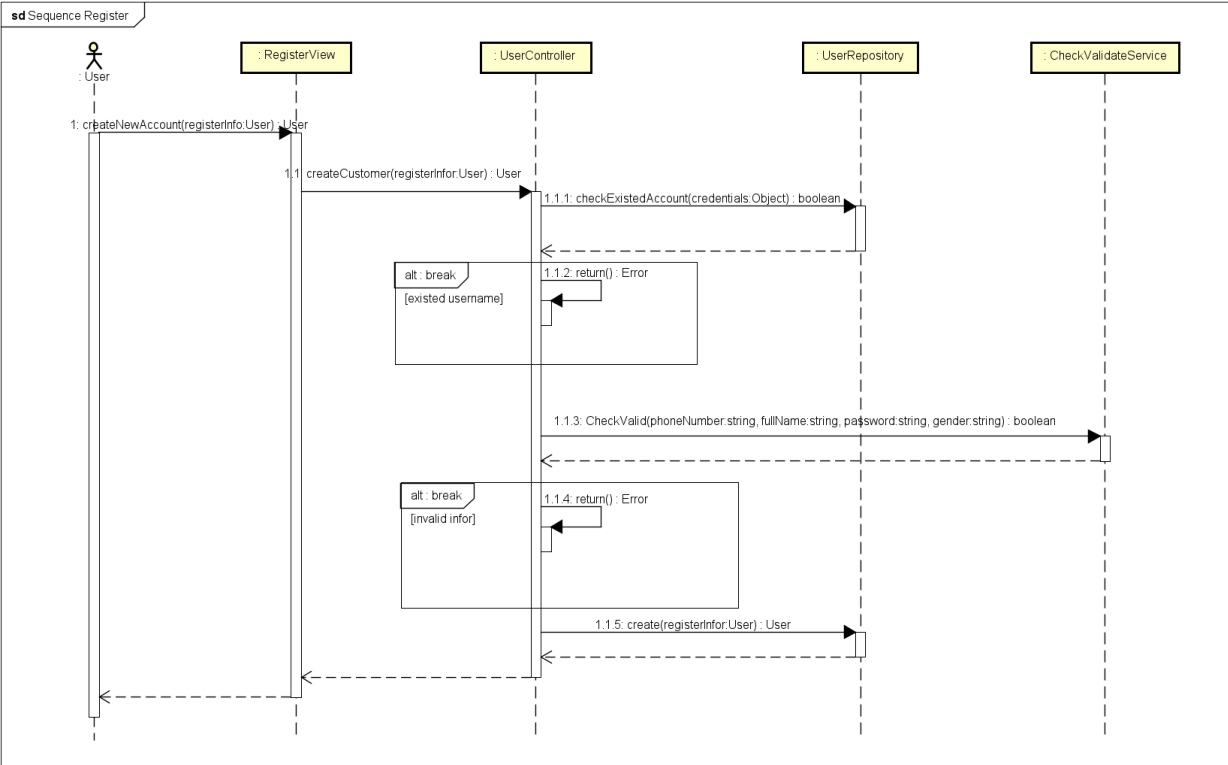 sd Sequence Register
: User
: RegisterView
: UserController
: UserRepository
: CheckValidateService
1: createNewAccount(registerInfo:User) : User
1.1: createCustomer(registerInfor:User) : User
1.1.1: checkExistedAccount(credentials:Object) : boolean
alt : break
1.1.2: return() : Error
[existed username]
1.1.3: CheckValid(phoneNumber:string, fullName:string, password:string, gender:string) : boolean
alt : break
1.1.4: return() : Error
[invalid infor]
1.1.5: create(registerInfor:User) : User